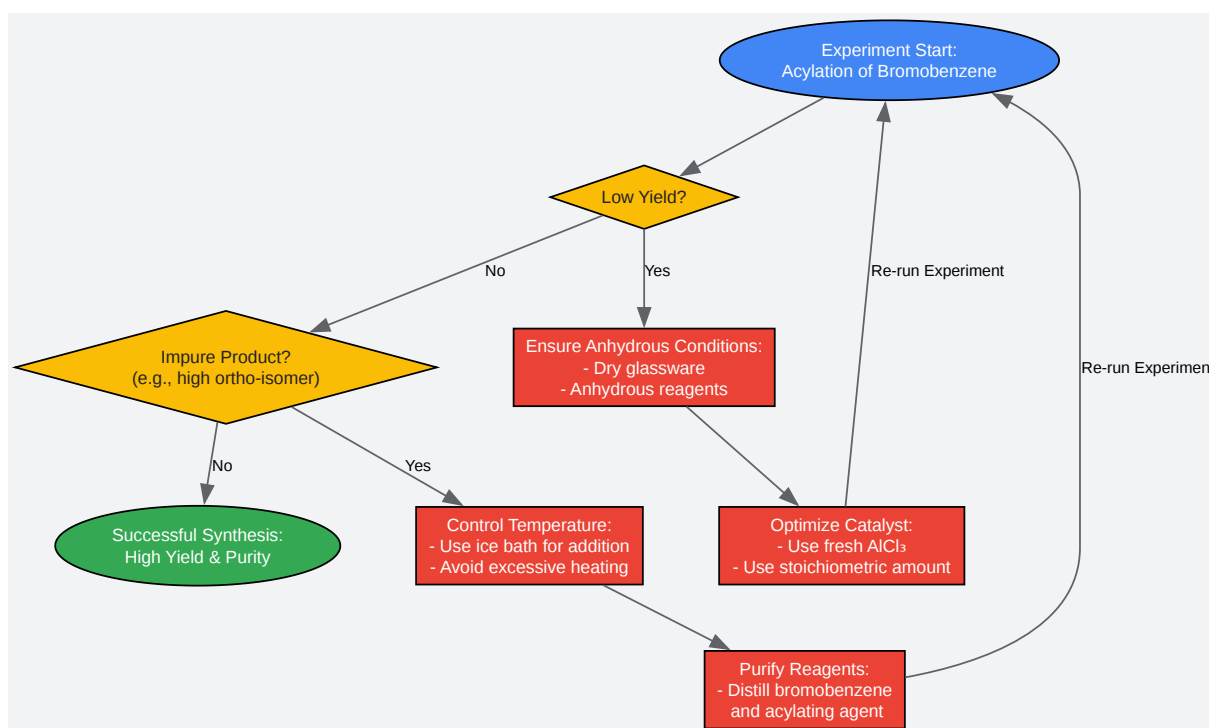 Experiment Start:
Acylation of Bromobenzene
Low Yield?
No
Yes
Re-run Experiment
Ensure Anhydrous Conditions:
- Dry glassware
- Anhydrous reagents
Impure Product?
(e.g., high ortho-isomer)
Re-run Experiment
No
Yes
Successful Synthesis:
High Yield & Purity
Control Temperature:
- Use ice bath for addition
- Avoid excessive heating
Optimize Catalyst:
- Use fresh AlCl₃
- Use stoichiometric amount
Purify Reagents:
- Distill bromobenzene
and acylating agent